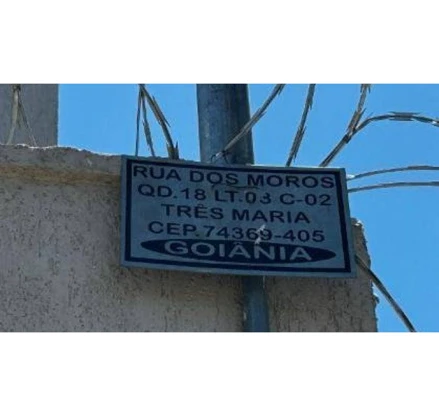 RUA DOS MOROS
QD.18 LT.03 C-02
TRÊS MARIA
CEP.74369-405
GOIÂNIA